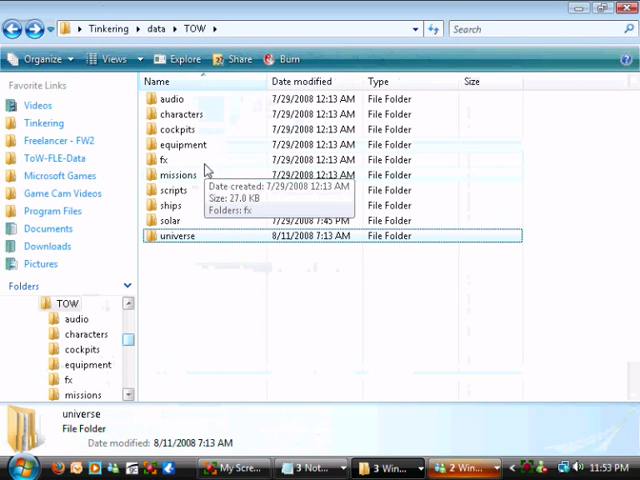 Tinkering ▸ data ▸ TOW ▸
Search
Organize Views Explore Share Burn
Favorite Links
Videos
Tinkering
Freelancer - FW2
ToW-FLE-Data
Microsoft Games
Game Cam Videos
Program Files
Documents
Downloads
Pictures
Folders
TOW
audio
characters
cockpits
equipment
fx
missions
Name Date modified Type Size
audio 7/29/2008 12:13 AM File Folder
characters 7/29/2008 12:13 AM File Folder
cockpits 7/29/2008 12:13 AM File Folder
equipment 7/29/2008 12:13 AM File Folder
fx 7/29/2008 12:13 AM File Folder
missions 7/29/2008 12:13 AM File Folder
scripts File Folder
ships File Folder
solar 7/29/2008 7:45 PM File Folder
universe 8/11/2008 7:13 AM File Folder
Date created: 7/29/2008 12:13 AM
Size: 27.0 KB
Folders: fx
universe
File Folder
Date modified: 8/11/2008 7:13 AM
My Scre... 3 Not... 3 Win... 2 Win... 11:53 PM